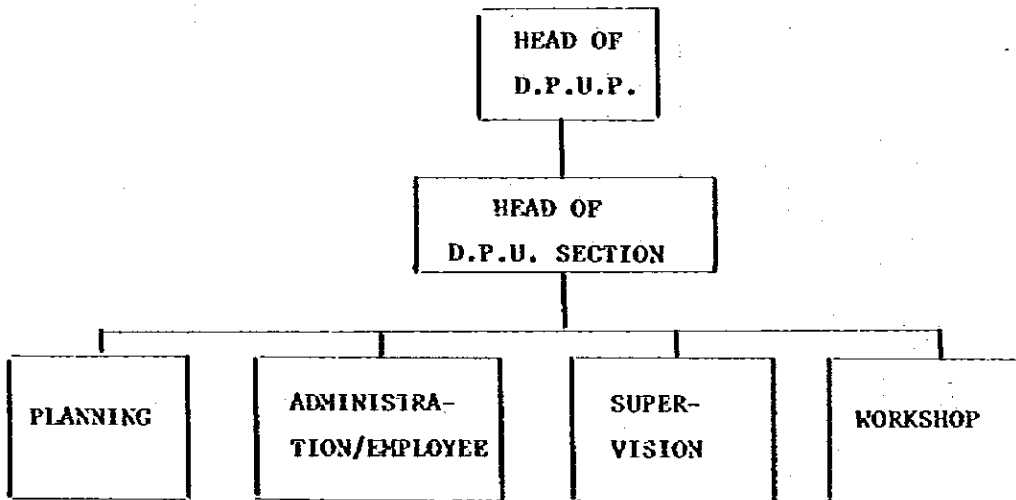 HEAD OF
D.P.U.P.
HEAD OF
D.P.U. SECTION
PLANNING
ADMINISTRA-
TION/EMPLOYEE
SUPER-
VISION
WORKSHOP